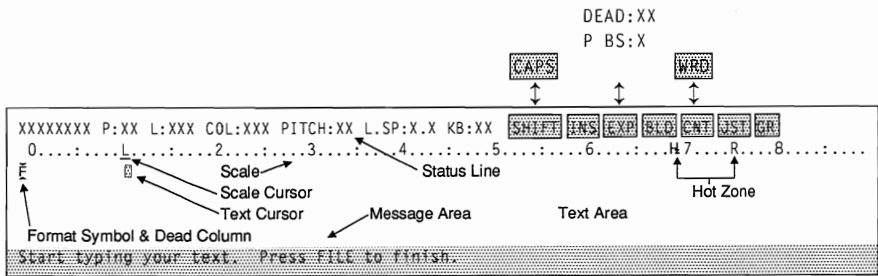 DEAD:XX
P BS:X
CAPS WRD
XXXXXXXX P:XX L:XXX COL:XXX PITCH:XX L.SP:X.X KB:XX SHIFT INS EXP BLD CNT JST GR
0....:....L....:....2....:....3....:....4....:....5....:....6....:....H7....R....8....:....
E Scale Status Line
Scale Cursor Hot Zone
Text Cursor Message Area Text Area
Format Symbol & Dead Column
Start typing your text. Press FILE to finish.